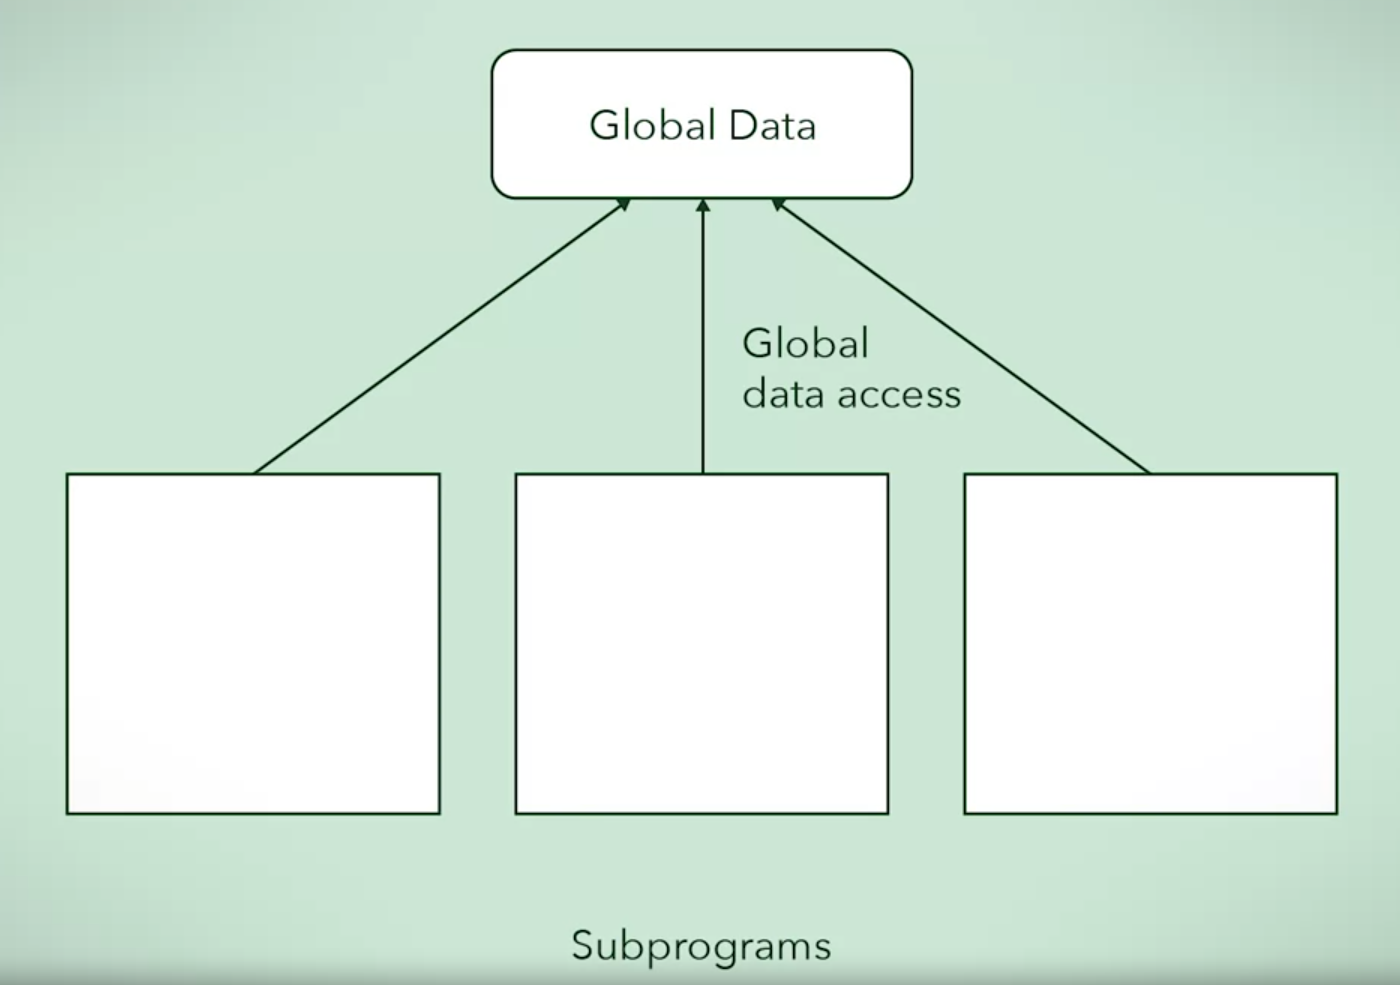 Global Data
Global
data access
Subprograms